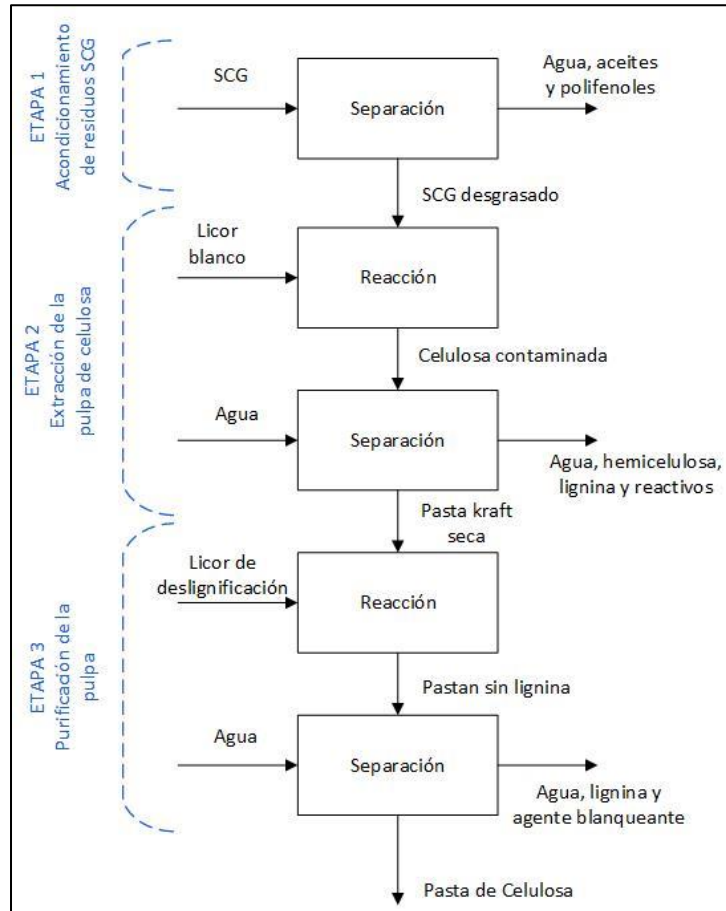 ETAPA 1
Acondicionamiento
de residuos SCG
SCG
Separación
Agua, aceites
y polifenoles
SCG desgrasado
ETAPA 2
Extracción de la
pulpa de celulosa
Licor
blanco
Reacción
Celulosa contaminada
Agua
Separación
Agua, hemicelulosa,
lignina y reactivos
Pasta kraft
seca
ETAPA 3
Purificación de la
pulpa
Licor de
deslignificación
Reacción
Pastan sin lignina
Agua
Separación
Agua, lignina y
agente blanqueante
Pasta de Celulosa